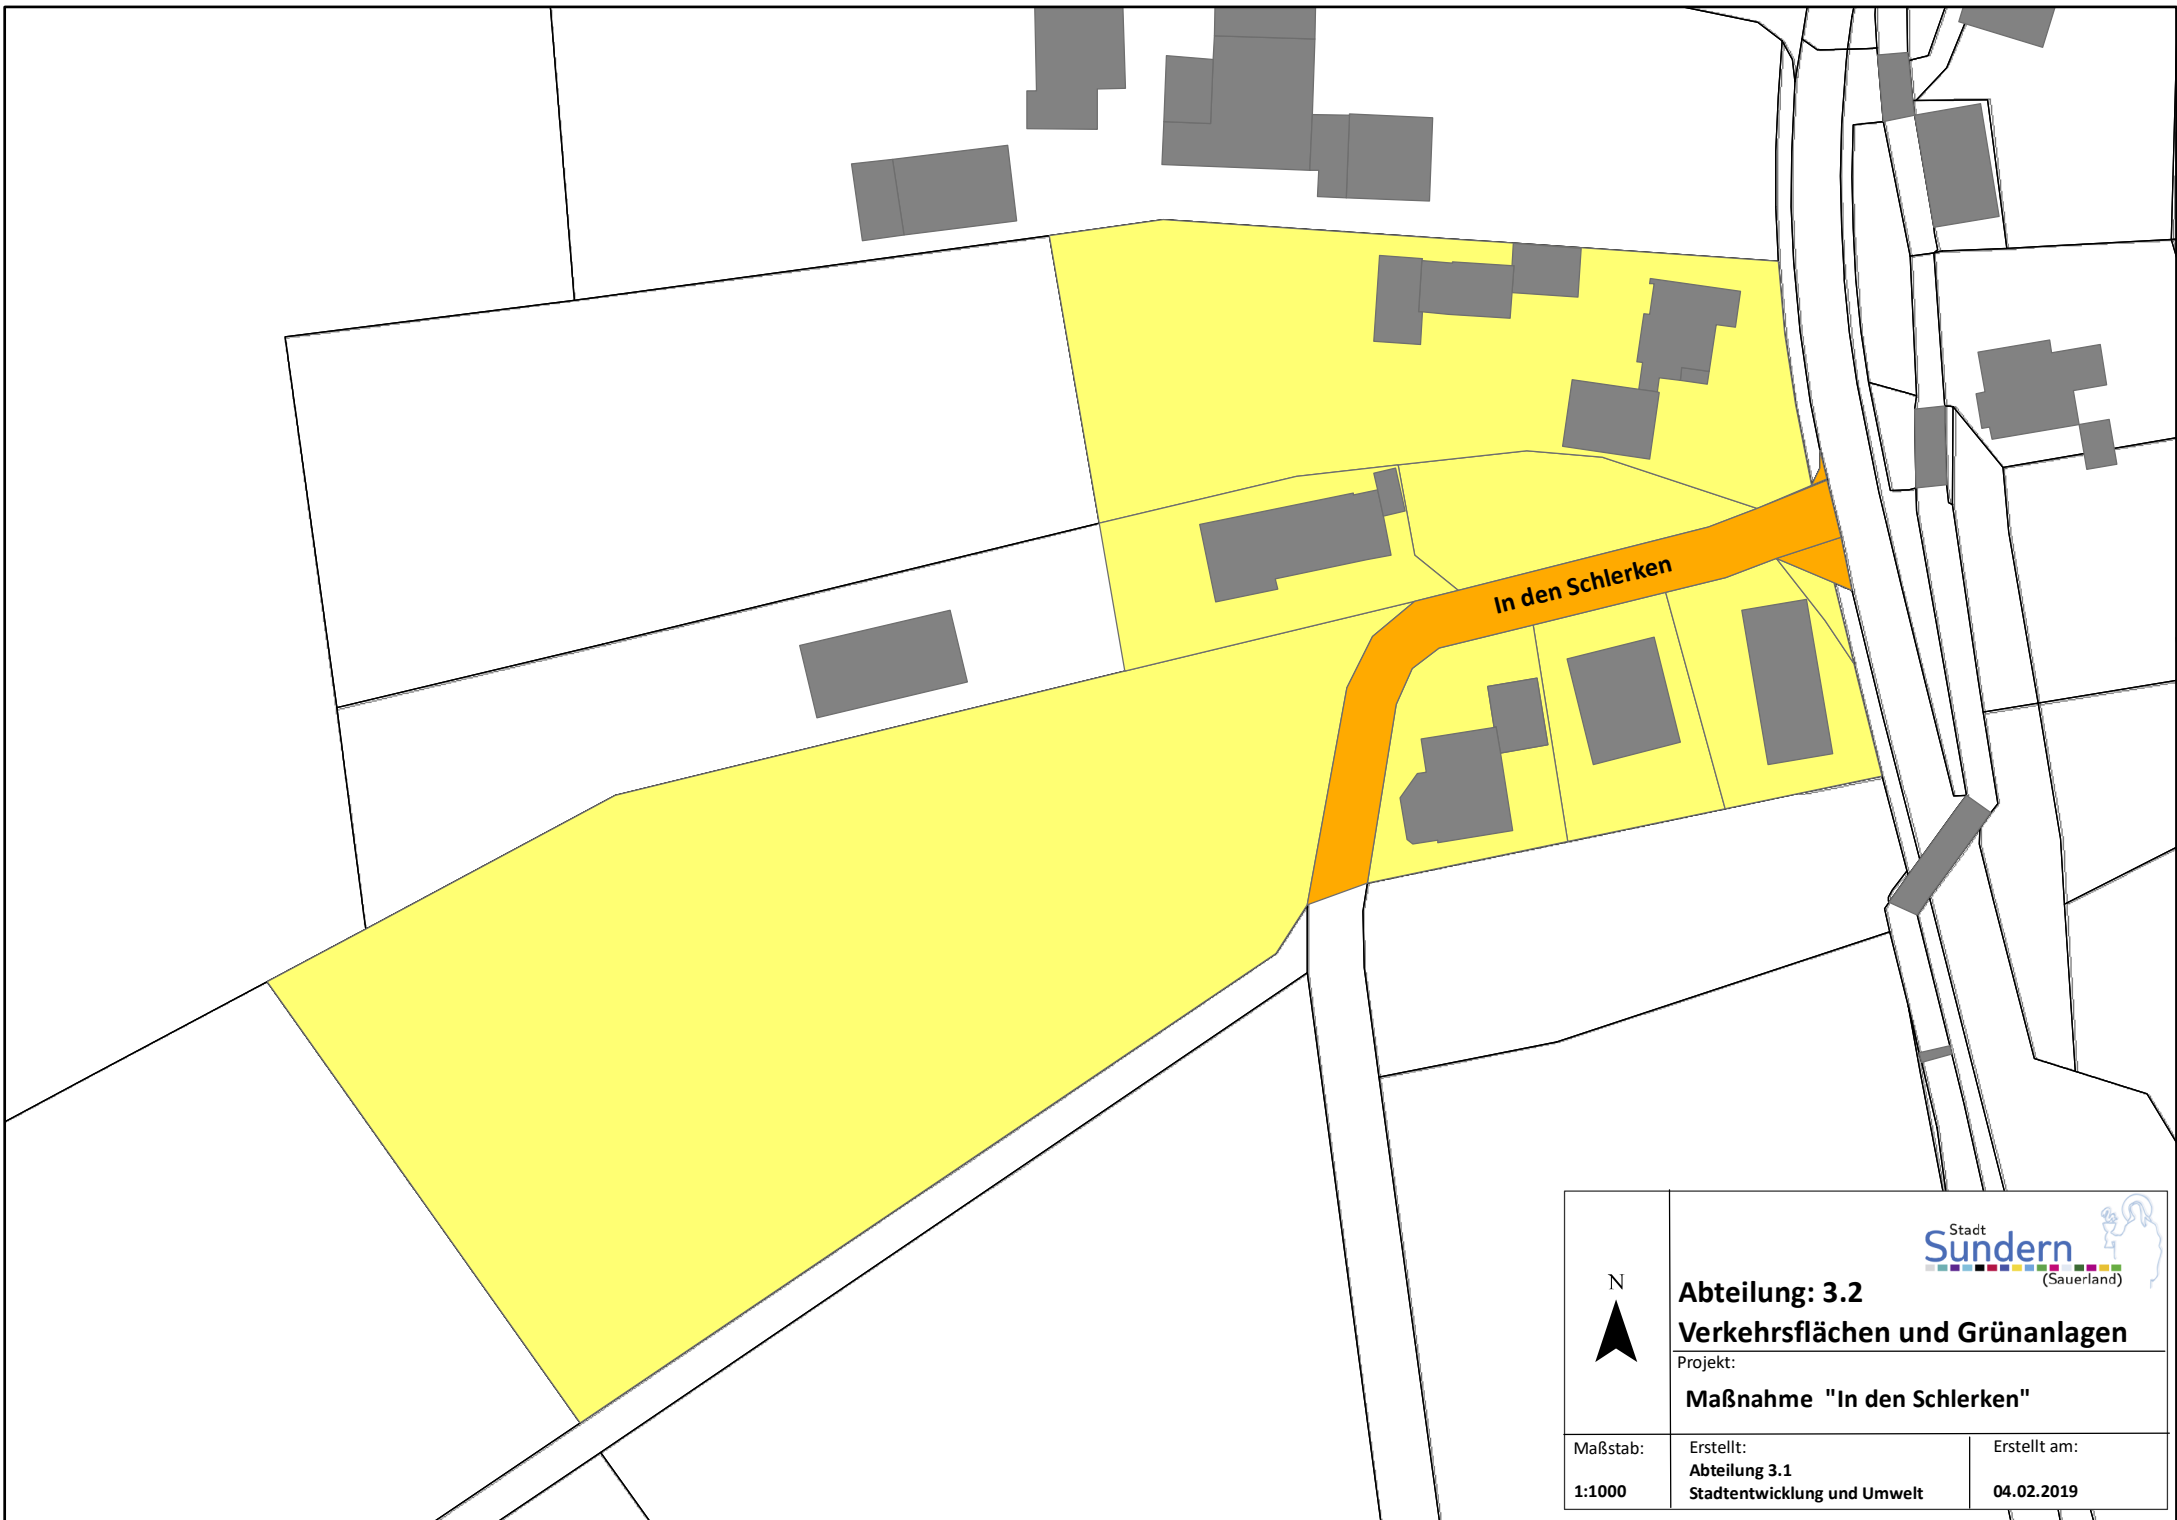 In den Schlerken
Stadt
Sundern
(Sauerland)
N
Abteilung: 3.2
Verkehrsflächen und Grünanlagen
Projekt:
Maßnahme "In den Schlerken"
Maßstab:
1:1000
Erstellt:
Abteilung 3.1
Stadtentwicklung und Umwelt
Erstellt am:
04.02.2019